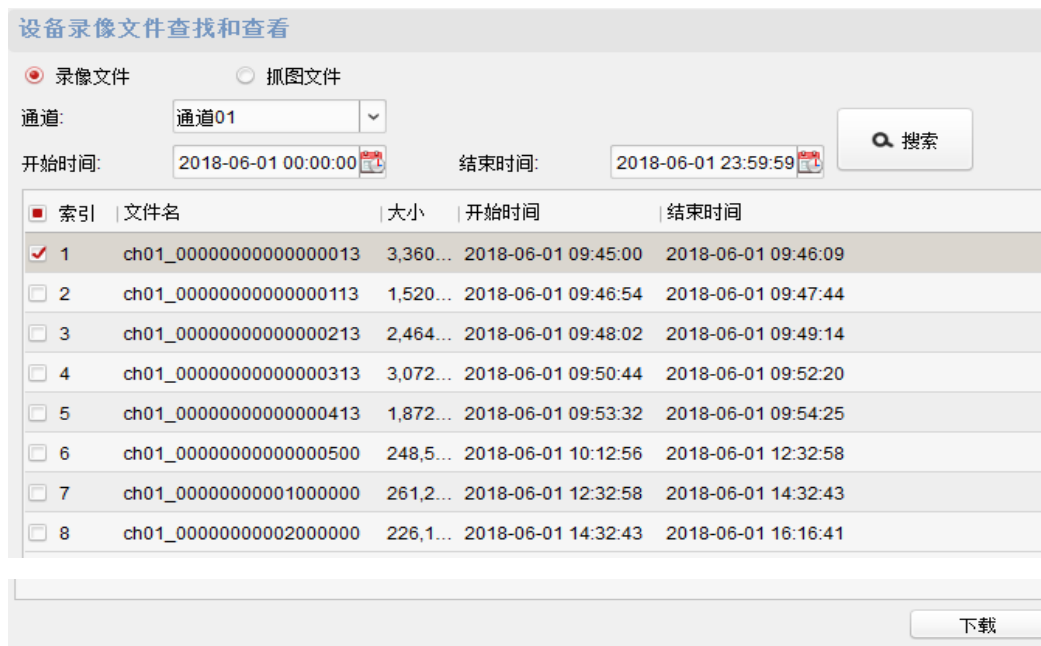 设备录像文件查找和查看
录像文件 抓图文件
通道: 通道01
搜索
开始时间: 2018-06-01 00:00:00 结束时间: 2018-06-01 23:59:59
索引 文件名 大小 开始时间 结束时间
1 ch01_00000000000000013 3,360... 2018-06-01 09:45:00 2018-06-01 09:46:09
2 ch01_00000000000000113 1,520... 2018-06-01 09:46:54 2018-06-01 09:47:44
3 ch01_00000000000000213 2,464... 2018-06-01 09:48:02 2018-06-01 09:49:14
4 ch01_00000000000000313 3,072... 2018-06-01 09:50:44 2018-06-01 09:52:20
5 ch01_00000000000000413 1,872... 2018-06-01 09:53:32 2018-06-01 09:54:25
6 ch01_00000000000000500 248,5... 2018-06-01 10:12:56 2018-06-01 12:32:58
7 ch01_00000000001000000 261,2... 2018-06-01 12:32:58 2018-06-01 14:32:43
8 ch01_00000000002000000 226,1... 2018-06-01 14:32:43 2018-06-01 16:16:41
下载